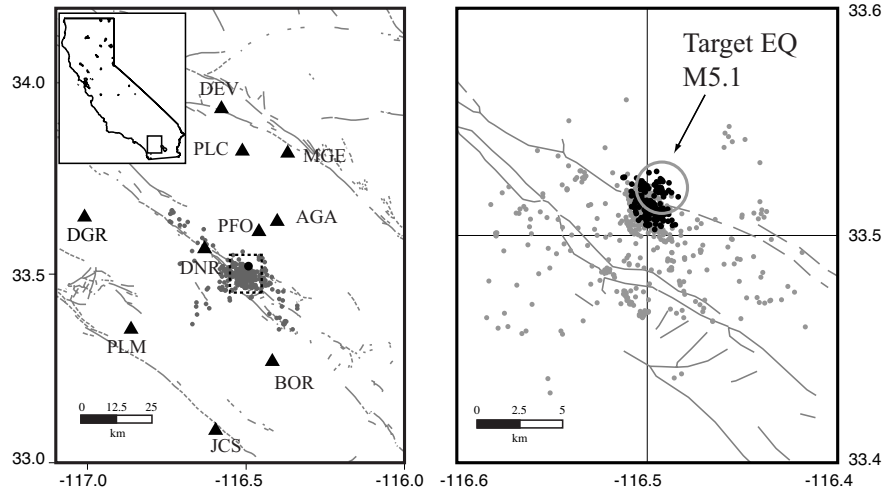 34.0
33.5
33.0
-117.0
-116.5
-116.0
DEV
PLC
MGE
AGA
PFO
DGR
DNR
PLM
BOR
JCS
0 12.5 25
km
Target EQ
M5.1
33.6
33.5
33.4
0 2.5 5
km
-116.6
-116.5
-116.4